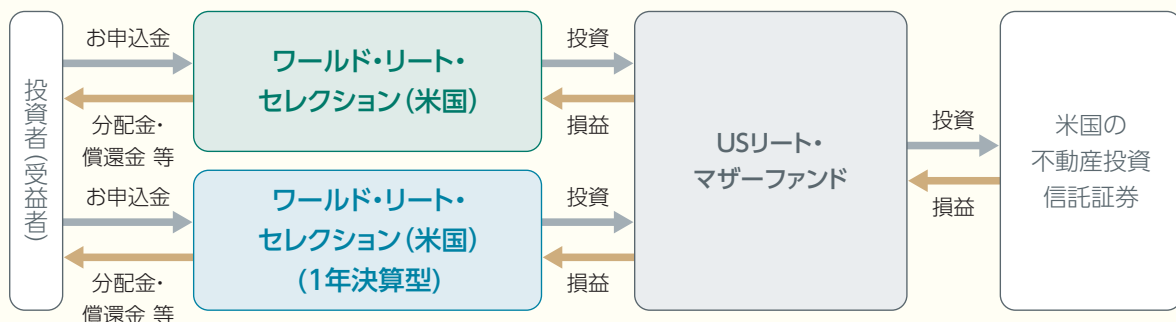 投資者(受益者)
お申込金
分配金・
償還金 等
お申込金
分配金・
償還金 等
ワールド・リート・
セレクション(米国)
ワールド・リート・
セレクション(米国)
(1年決算型)
投資
損益
投資
損益
USリート・
マザーファンド
投資
損益
米国の
不動産投資
信託証券